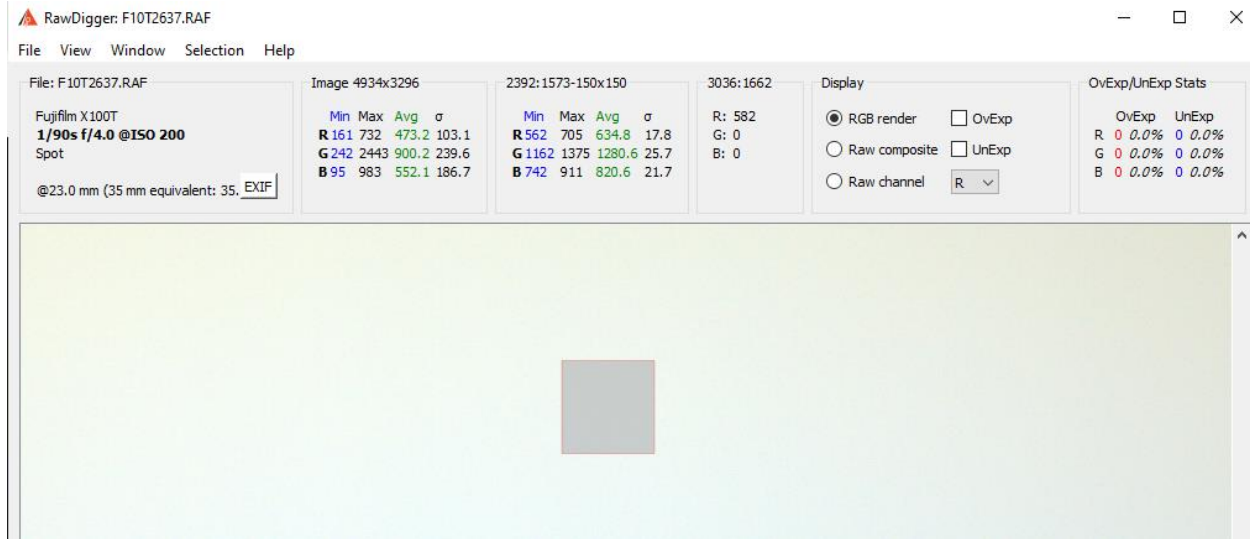 RawDigger: F10T2637.RAF
File View Window Selection Help
File: F10T2637.RAF
Fujifilm X100T
1/90s f/4.0 @ISO 200
Spot
@23.0 mm (35 mm equivalent: 35. EXIF
Image 4934x3296
Min Max Avg σ
R 161 732 473.2 103.1
G 242 2443 900.2 239.6
B 95 983 552.1 186.7
2392:1573-150x150
Min Max Avg σ
R 562 705 634.8 17.8
G 1162 1375 1280.6 25.7
B 742 911 820.6 21.7
3036:1662
R: 582
G: 0
B: 0
Display
RGB render OvExp
Raw composite UnExp
Raw channel R
OvExp/UnExp Stats
OvExp UnExp
R 0 0.0% 0 0.0%
G 0 0.0% 0 0.0%
B 0 0.0% 0 0.0%